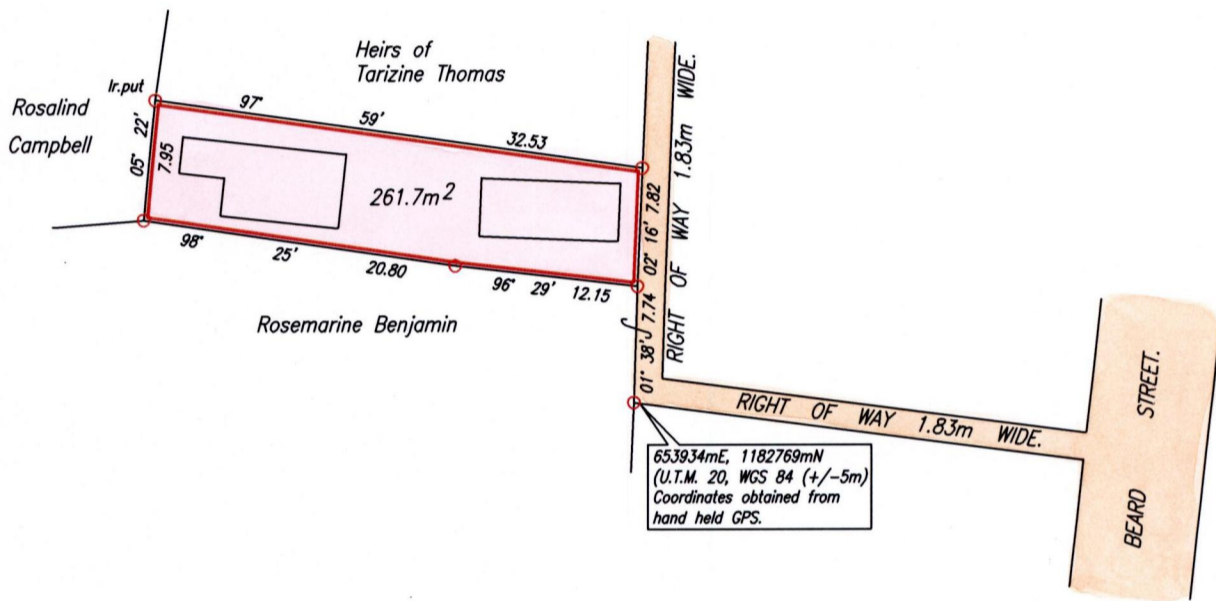 Heirs of
Tarizine Thomas
Ir.put
Rosalind
Campbell
97° 59' 32.53
05° 22'
7.95
261.7m²
98° 25' 20.80
96° 29' 12.15
02° 16' 7.82
01° 38' 7.74
Rosemarine Benjamin
RIGHT OF WAY 1.83m WIDE.
RIGHT OF WAY 1.83m WIDE.
653934mE, 1182769mN
(U.T.M. 20, WGS 84 (+/-5m)
Coordinates obtained from
hand held GPS.
BEARD STREET.